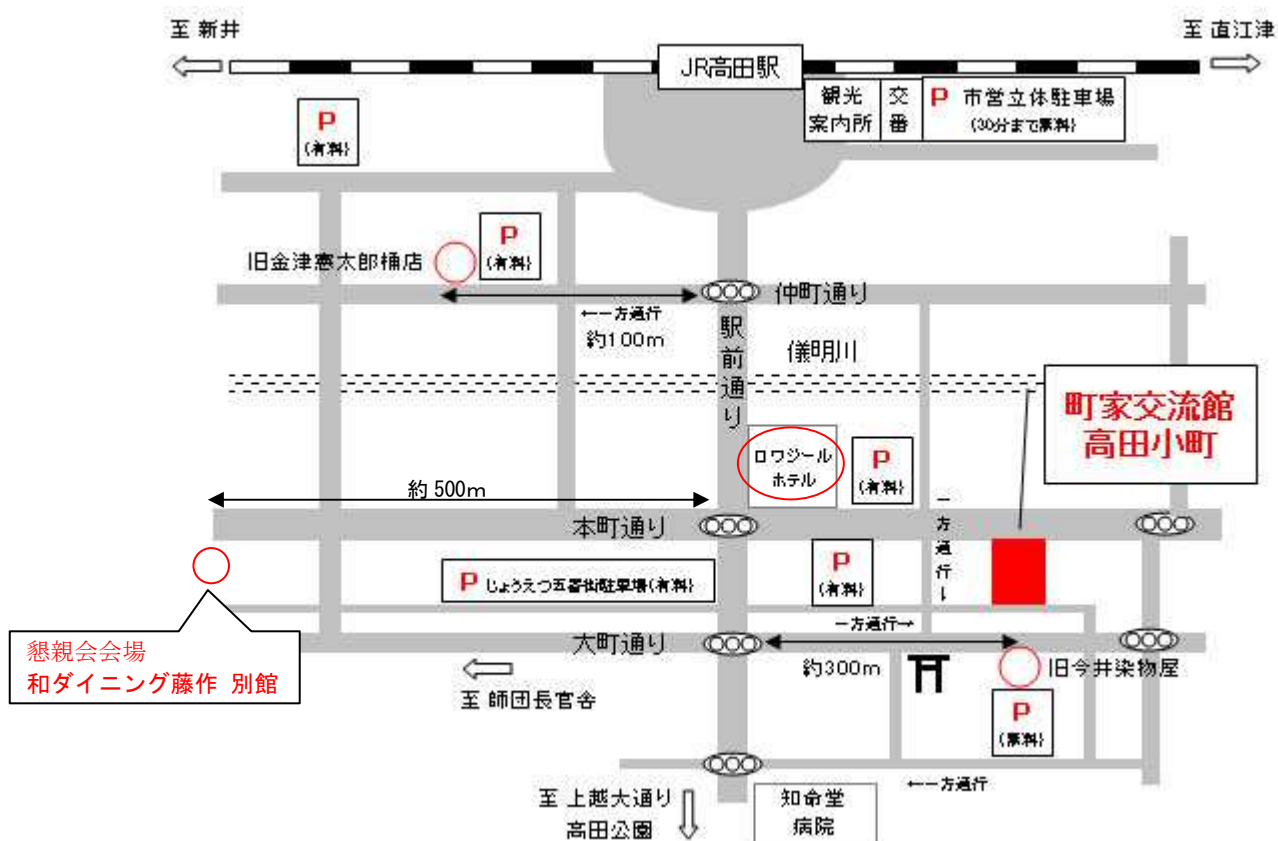 至 新井
至 直江津
JR高田駅
観光
案内所
交
番
P 市営立体駐車場
(30分まで無料)
P
(有料)
旧金津憲太郎桶店
P
(有料)
仲町通り
←一方通行
約100m
駅前通り
儀明川
町家交流館
高田小町
ロワジール
ホテル
P
(有料)
約500m
本町通り
一方通行↓
P じょうえつ五番街駐車場(有料)
P
(有料)
懇親会会場
和ダイニング藤作 別館
大町通り
一方通行→
約300m
旧今井染物屋
至 師団長官舎
P
(無料)
←一方通行
至 上越大通り
高田公園
知命堂
病院